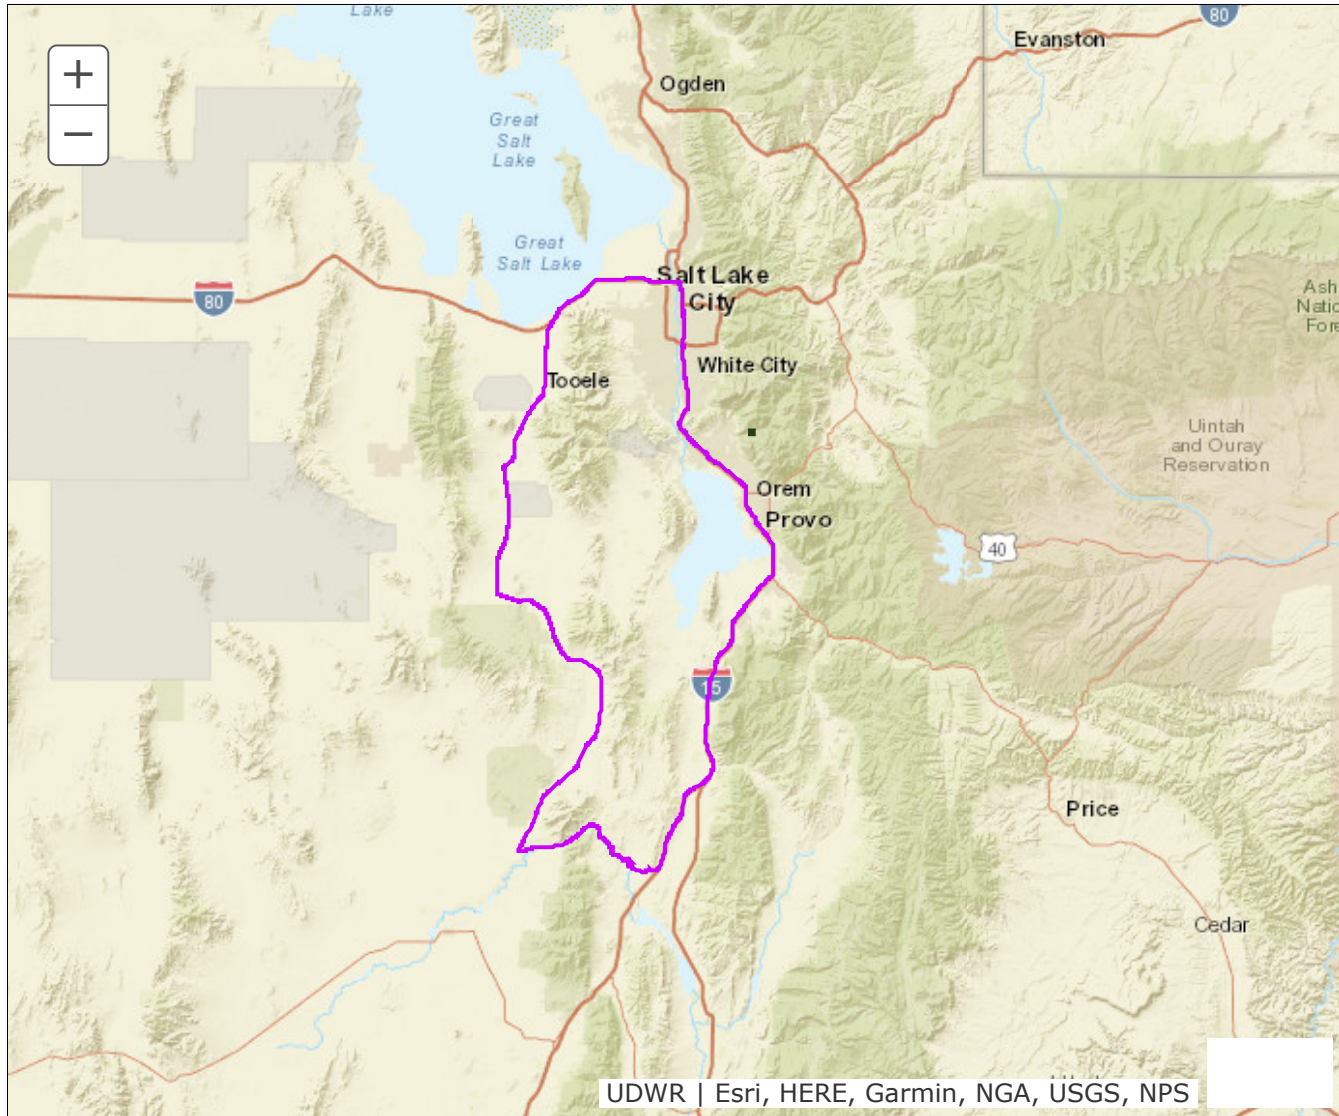 Lake
80
Evanston
+
Ogden
−
Great
Salt
Lake
Great
Salt Lake
Salt Lake
City
80
White City
Tooele
Uintah
and Ouray
Reservation
Orem
Provo
40
15
Price
Cedar
UDWR | Esri, HERE, Garmin, NGA, USGS, NPS